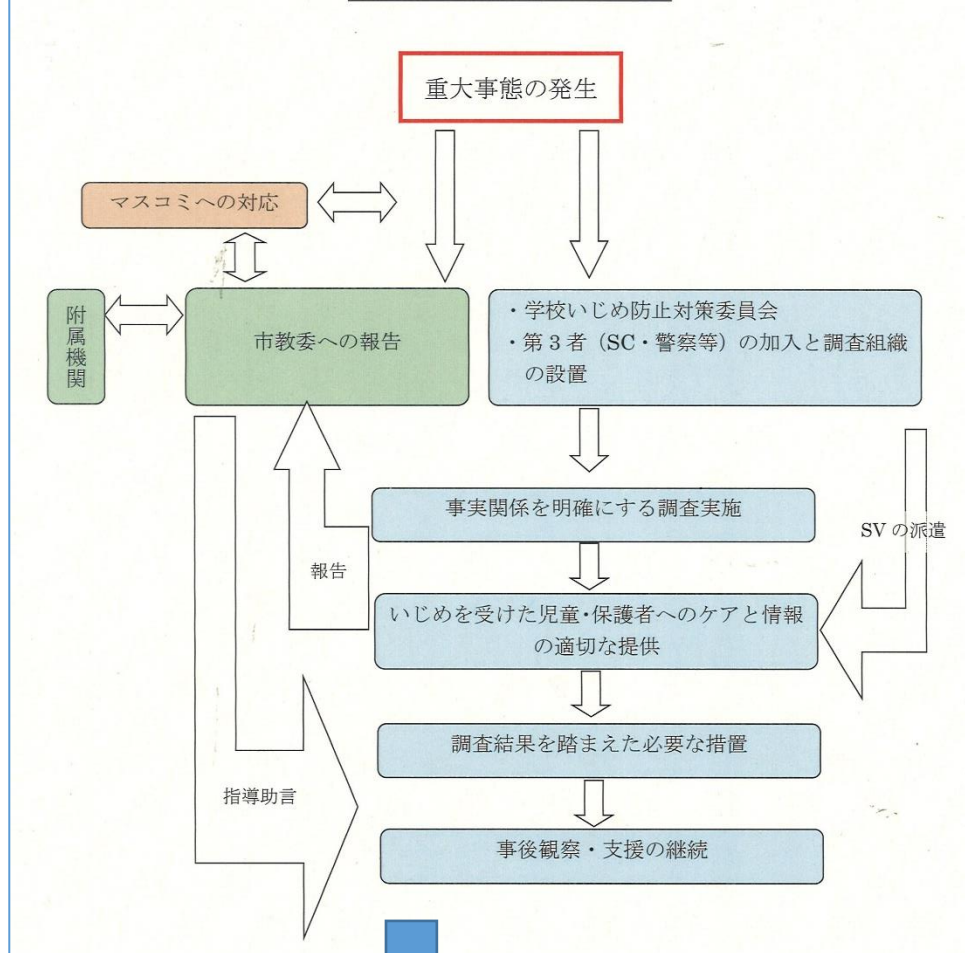 重大事態の発生
マスコミへの対応
附属機関
市教委への報告
・学校いじめ防止対策委員会
・第3者（SC・警察等）の加入と調査組織
の設置
事実関係を明確にする調査実施
SVの派遣
報告
いじめを受けた児童・保護者へのケアと情報
の適切な提供
調査結果を踏まえた必要な措置
指導助言
事後観察・支援の継続